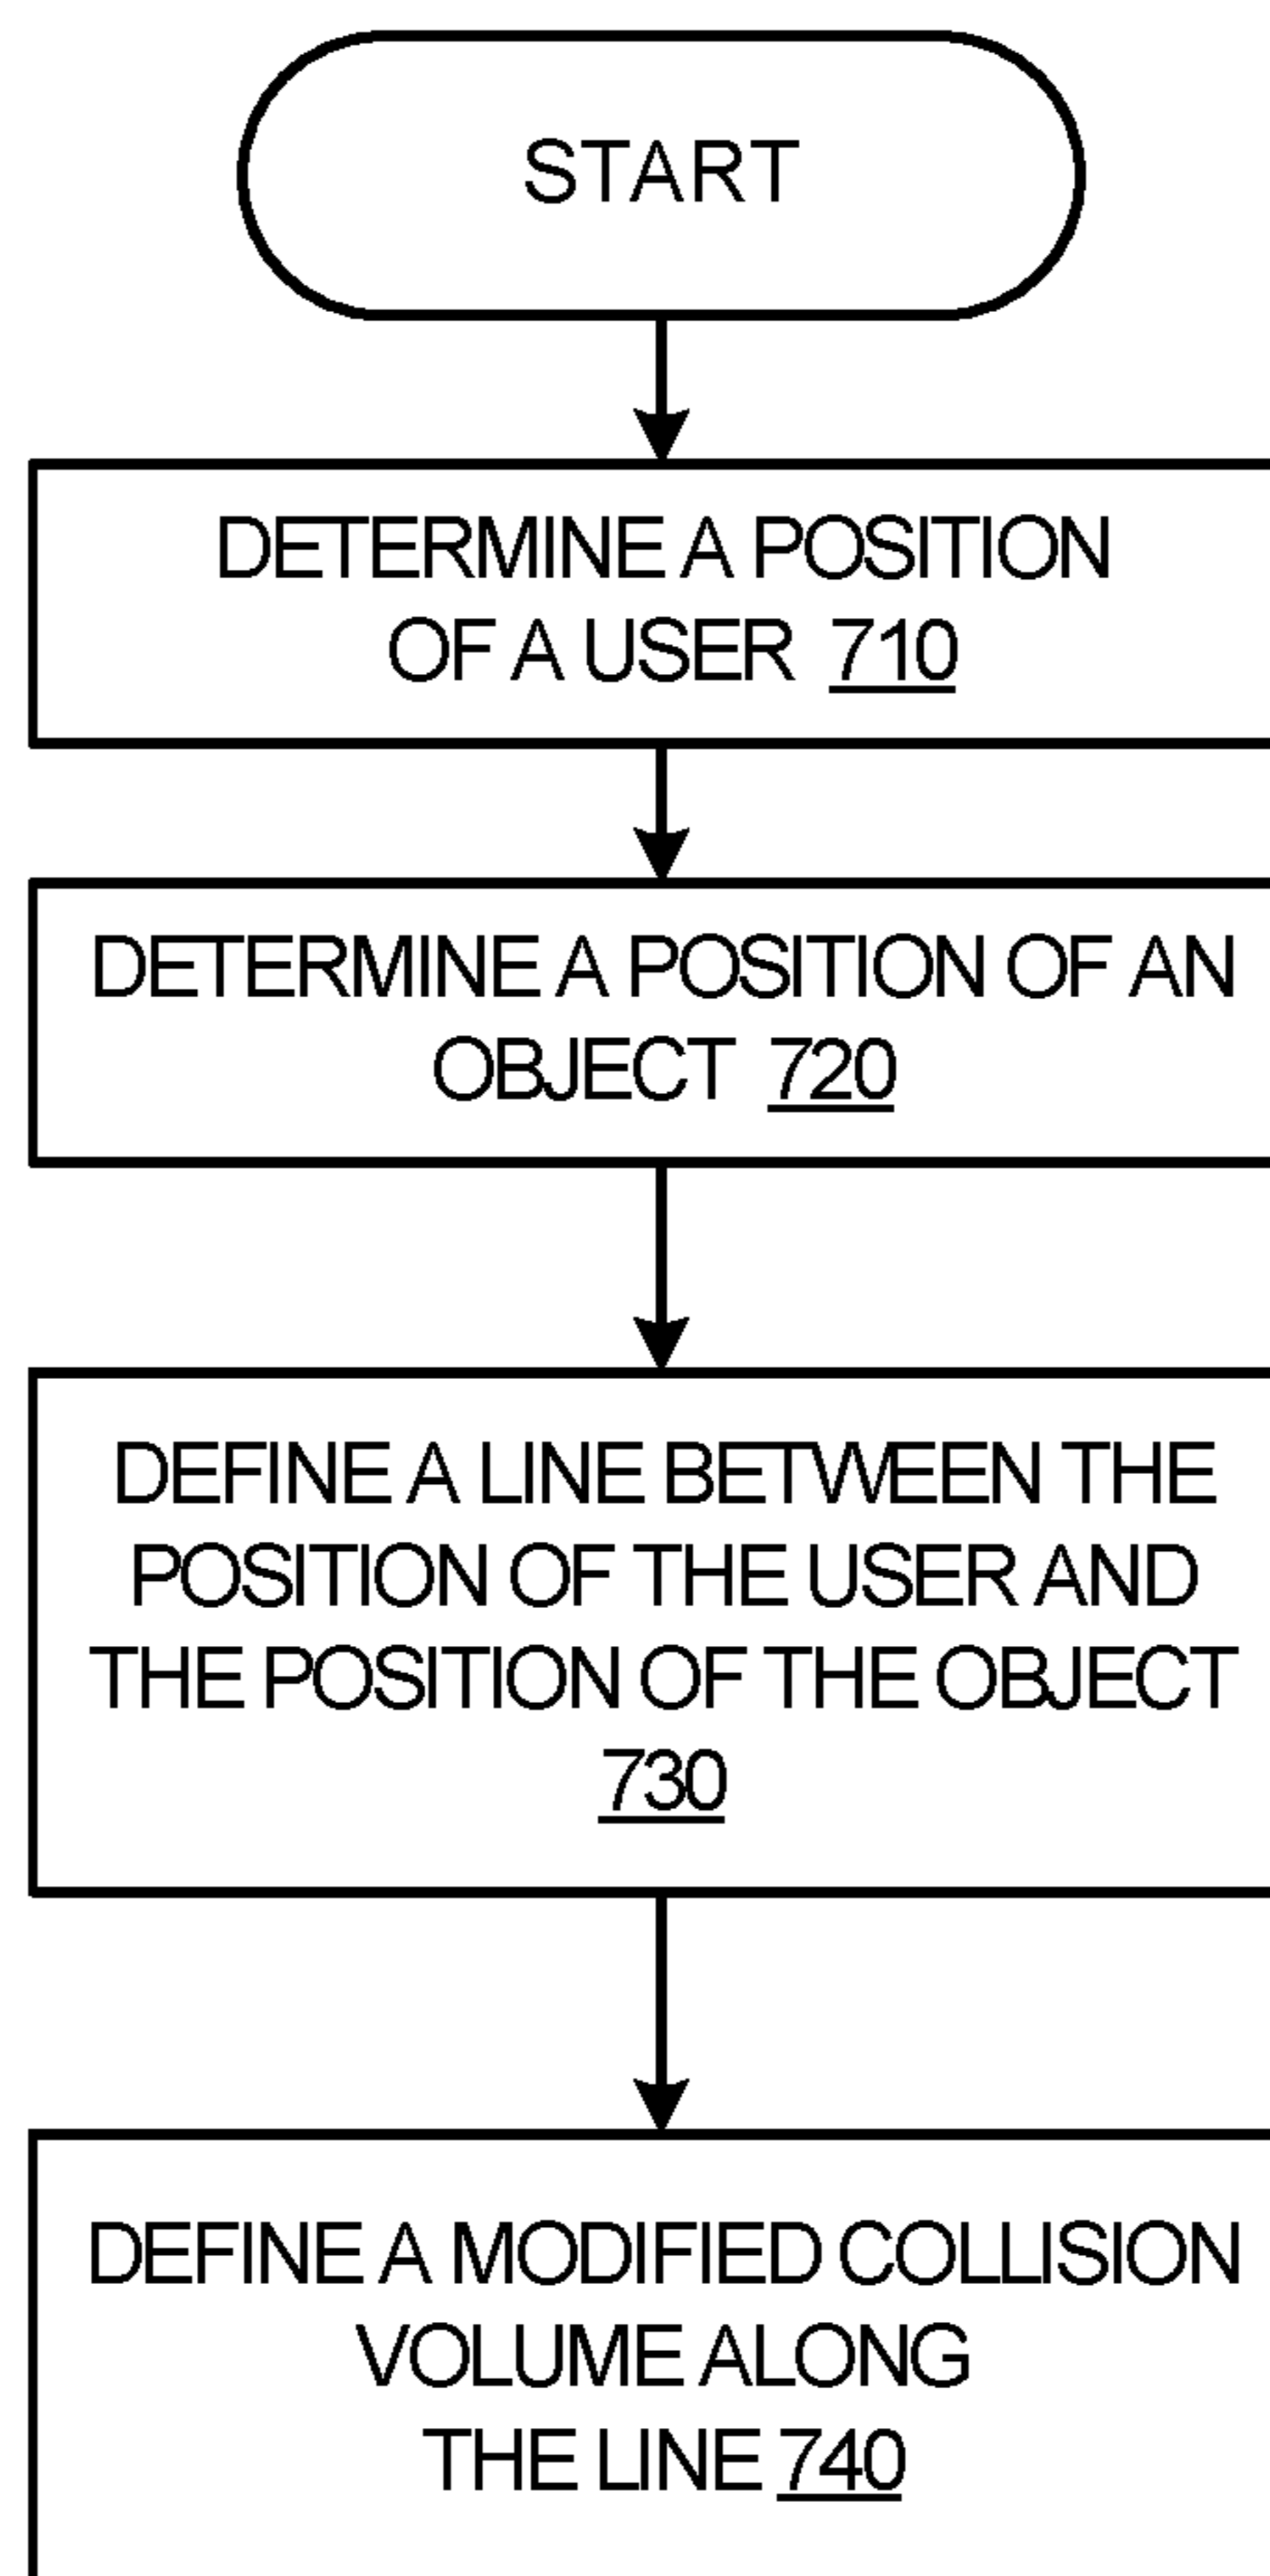 START
DETERMINE A POSITION
OF A USER 710
DETERMINE A POSITION OF AN
OBJECT 720
DEFINE A LINE BETWEEN THE
POSITION OF THE USER AND
THE POSITION OF THE OBJECT
730
DEFINE A MODIFIED COLLISION
VOLUME ALONG
THE LINE 740